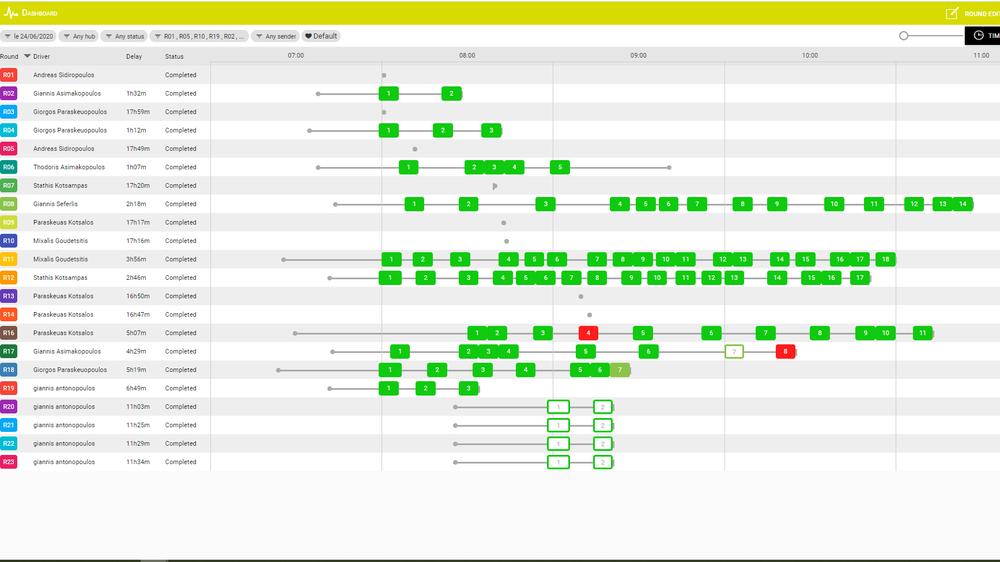 Dashboard ROUND EDI
le 24/06/2020 Any hub Any status R01 , R05 , R10 , R19 , R02 , ... Any sender Default TIM
Round Driver Delay Status 07:00 08:00 09:00 10:00 11:00
R01 Andreas Sidiropoulos Completed
R02 Giannis Asimakopoulos 1h32m Completed 1 2
R03 Giorgos Paraskeuopoulos 17h59m Completed
R04 Giorgos Paraskeuopoulos 1h12m Completed 1 2 3
R05 Andreas Sidiropoulos 17h49m Completed
R06 Thodoris Asimakopoulos 1h07m Completed 1 2 3 4 5
R07 Stathis Kotsampas 17h20m Completed
R08 Giannis Seferlis 2h18m Completed 1 2 3 4 5 6 7 8 9 10 11 12 13 14
R09 Paraskeuas Kotsalos 17h17m Completed
R10 Mixalis Goudetsitis 17h16m Completed
R11 Mixalis Goudetsitis 3h56m Completed 1 2 3 4 5 6 7 8 9 10 11 12 13 14 15 16 17 18
R12 Stathis Kotsampas 2h46m Completed 1 2 3 4 5 6 7 8 9 10 11 12 13 14 15 16 17
R13 Paraskeuas Kotsalos 16h50m Completed
R14 Paraskeuas Kotsalos 16h47m Completed
R16 Paraskeuas Kotsalos 5h07m Completed 1 2 3 4 5 6 7 8 9 10 11
R17 Giannis Asimakopoulos 4h29m Completed 1 2 3 4 5 6 7 8
R18 Giorgos Paraskeuopoulos 5h19m Completed 1 2 3 4 5 6 7
R19 giannis antonopoulos 6h49m Completed 1 2 3
R20 giannis antonopoulos 11h03m Completed 1 2
R21 giannis antonopoulos 11h25m Completed 1 2
R22 giannis antonopoulos 11h29m Completed 1 2
R23 giannis antonopoulos 11h34m Completed 1 2